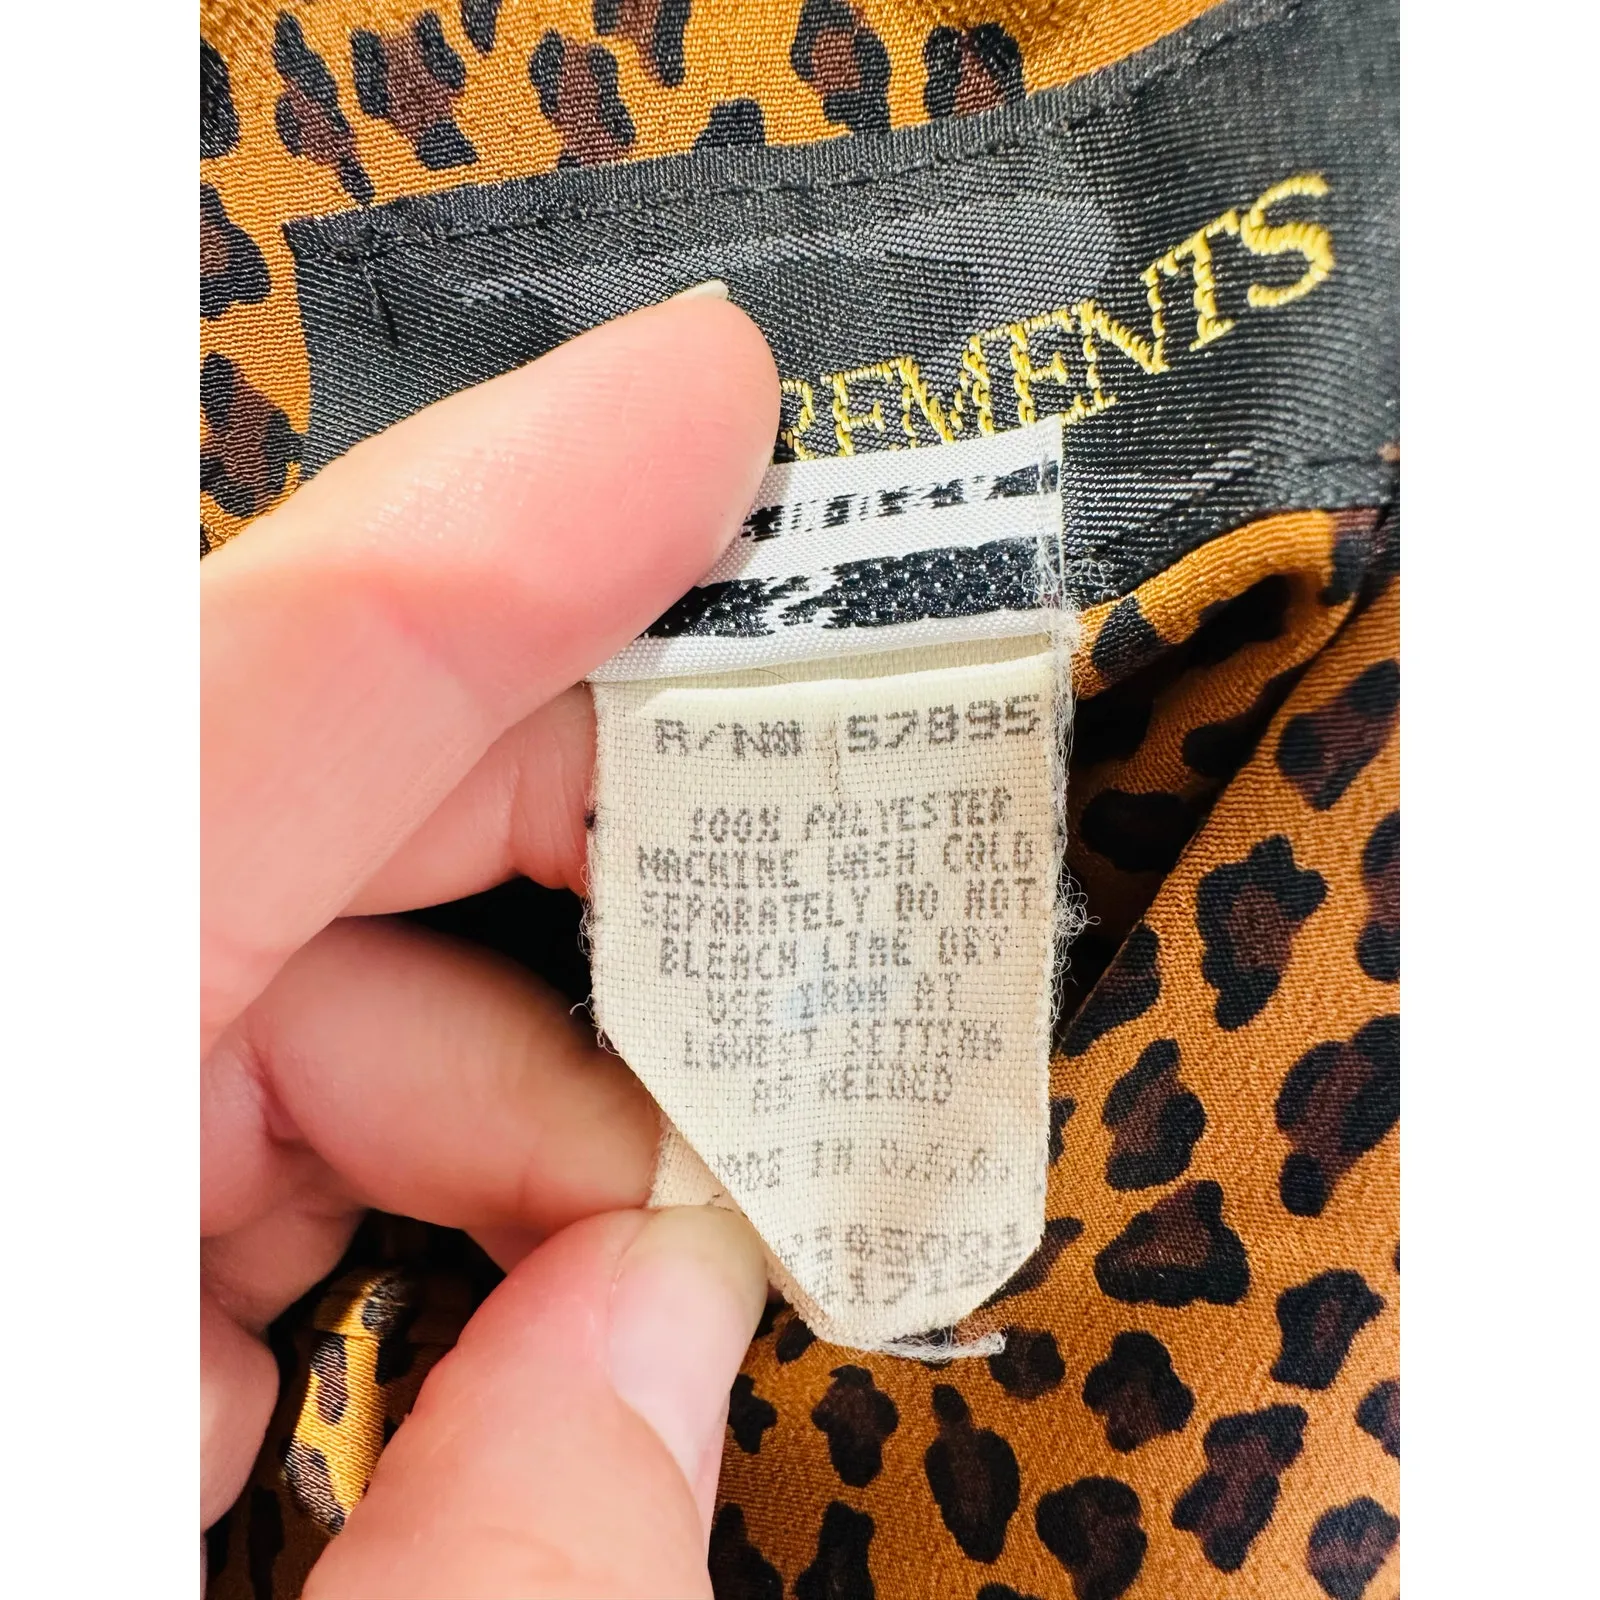 REMENTS
R/N# 57895
100% POLYESTER
MACHINE WASH COLD
SEPARATELY DO NOT
BLEACH LINE DRY
USE IRON AT
LOWEST SETTING
AS NEEDED
MADE IN U.S.A.